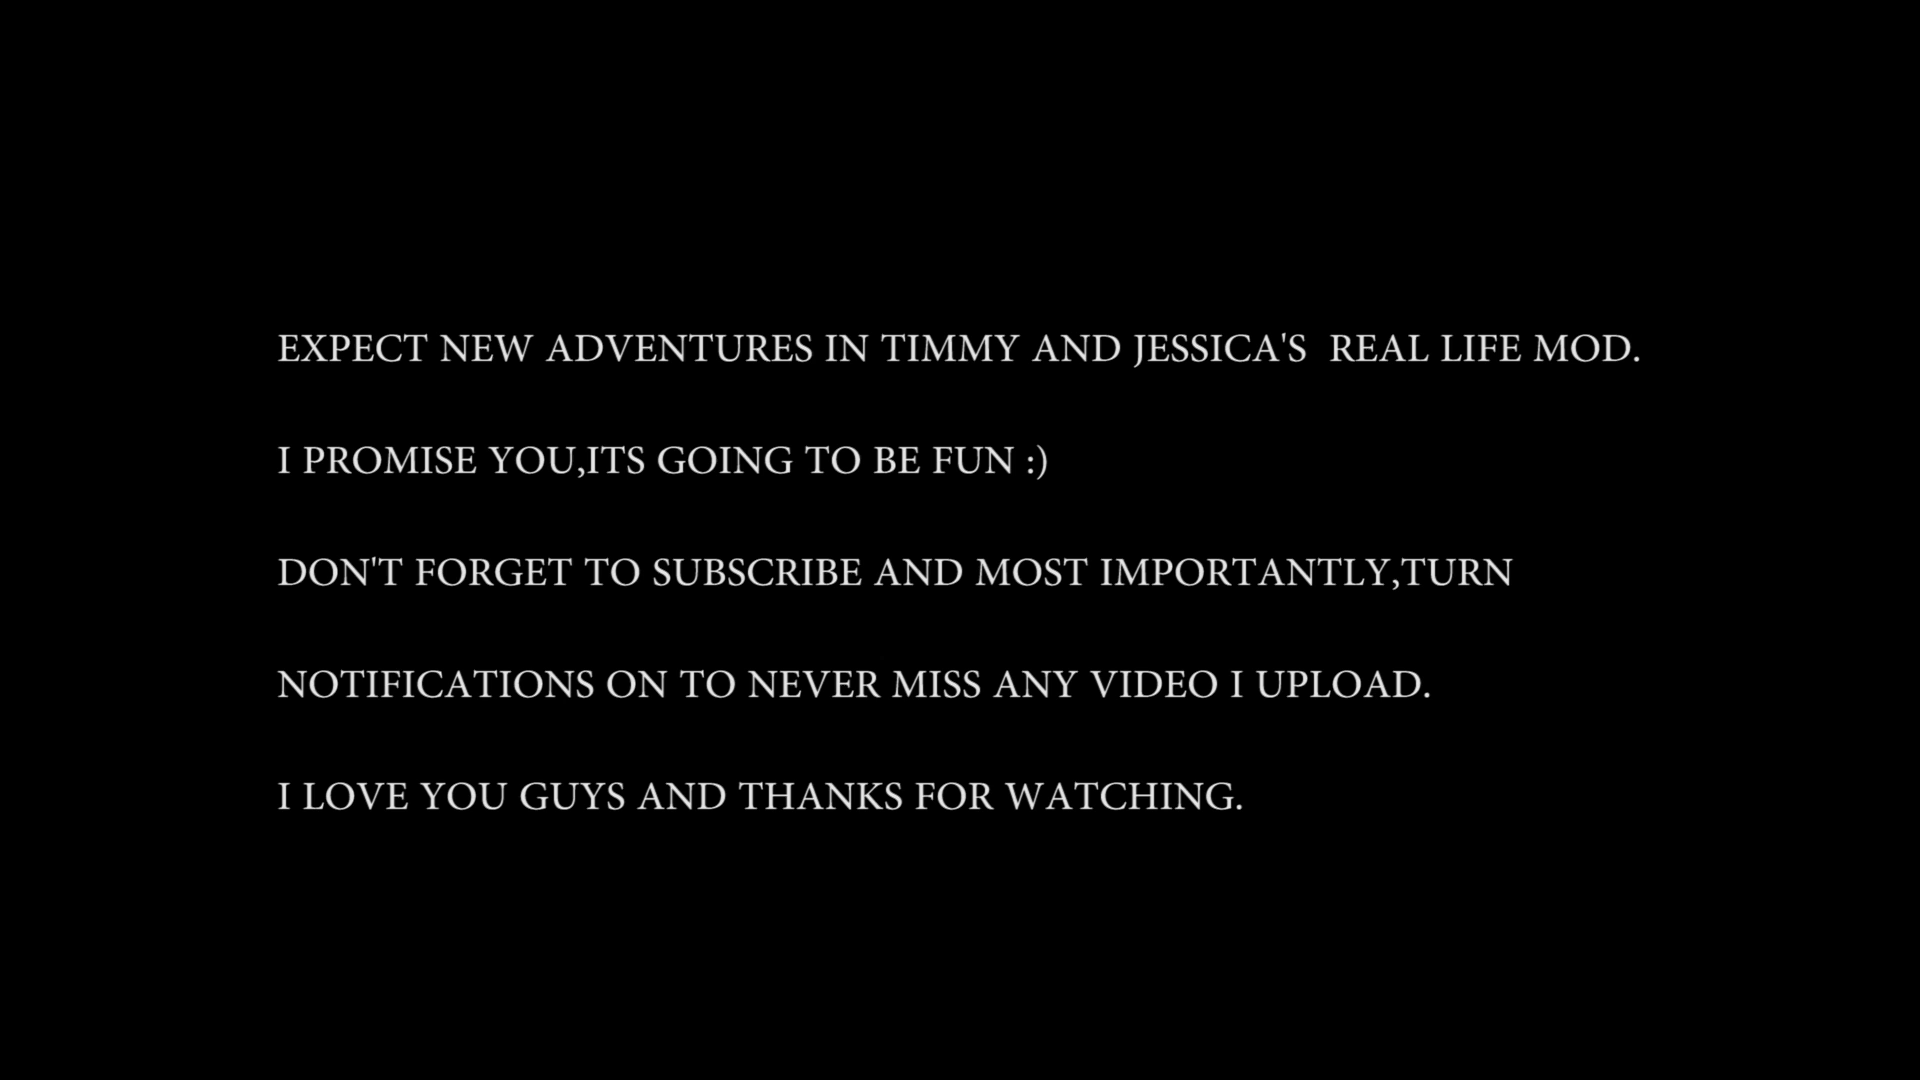 EXPECT NEW ADVENTURES IN TIMMY AND JESSICA'S  REAL LIFE MOD.
I PROMISE YOU,ITS GOING TO BE FUN :)
DON'T FORGET TO SUBSCRIBE AND MOST IMPORTANTLY,TURN
NOTIFICATIONS ON TO NEVER MISS ANY VIDEO I UPLOAD.
I LOVE YOU GUYS AND THANKS FOR WATCHING.